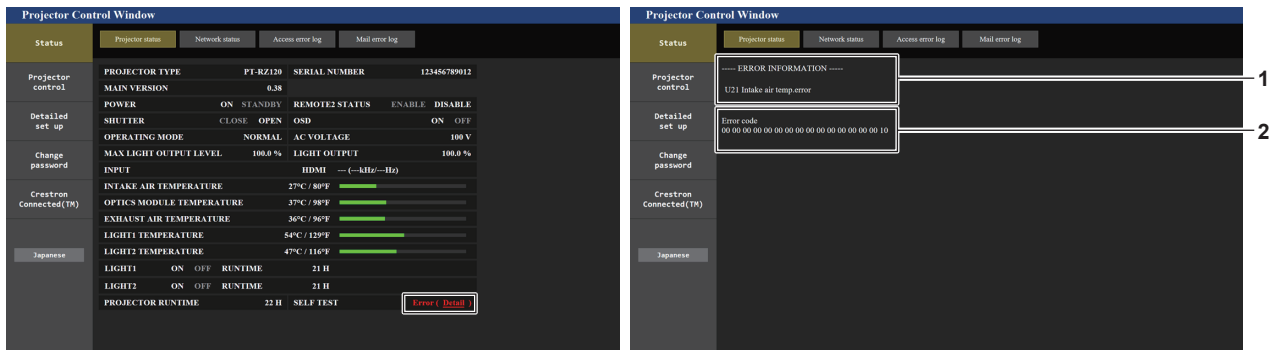 Projector Control Window
Status
Projector control
Detailed set up
Change password
Crestron Connected(TM)
Japanese
Projector status Network status Access error log Mail error log
PROJECTOR TYPE PT-RZ120 SERIAL NUMBER 123456789012
MAIN VERSION 0.38
POWER ON STANDBY REMOTE2 STATUS ENABLE DISABLE
SHUTTER CLOSE OPEN OSD ON OFF
OPERATING MODE NORMAL AC VOLTAGE 100 V
MAX LIGHT OUTPUT LEVEL 100.0 % LIGHT OUTPUT 100.0 %
INPUT HDMI --- (---kHz/---Hz)
INTAKE AIR TEMPERATURE 27°C / 80°F
OPTICS MODULE TEMPERATURE 37°C / 98°F
EXHAUST AIR TEMPERATURE 36°C / 96°F
LIGHT1 TEMPERATURE 54°C / 129°F
LIGHT2 TEMPERATURE 47°C / 116°F
LIGHT1 ON OFF RUNTIME 21 H
LIGHT2 ON OFF RUNTIME 21 H
PROJECTOR RUNTIME 22 H SELF TEST Error ( Detail )
Projector Control Window
Status
Projector control
Detailed set up
Change password
Crestron Connected(TM)
Japanese
Projector status Network status Access error log Mail error log
----- ERROR INFORMATION -----
U21 Intake air temp.error
Error code
00 00 00 00 00 00 00 00 00 00 00 00 00 00 00 10
1
2